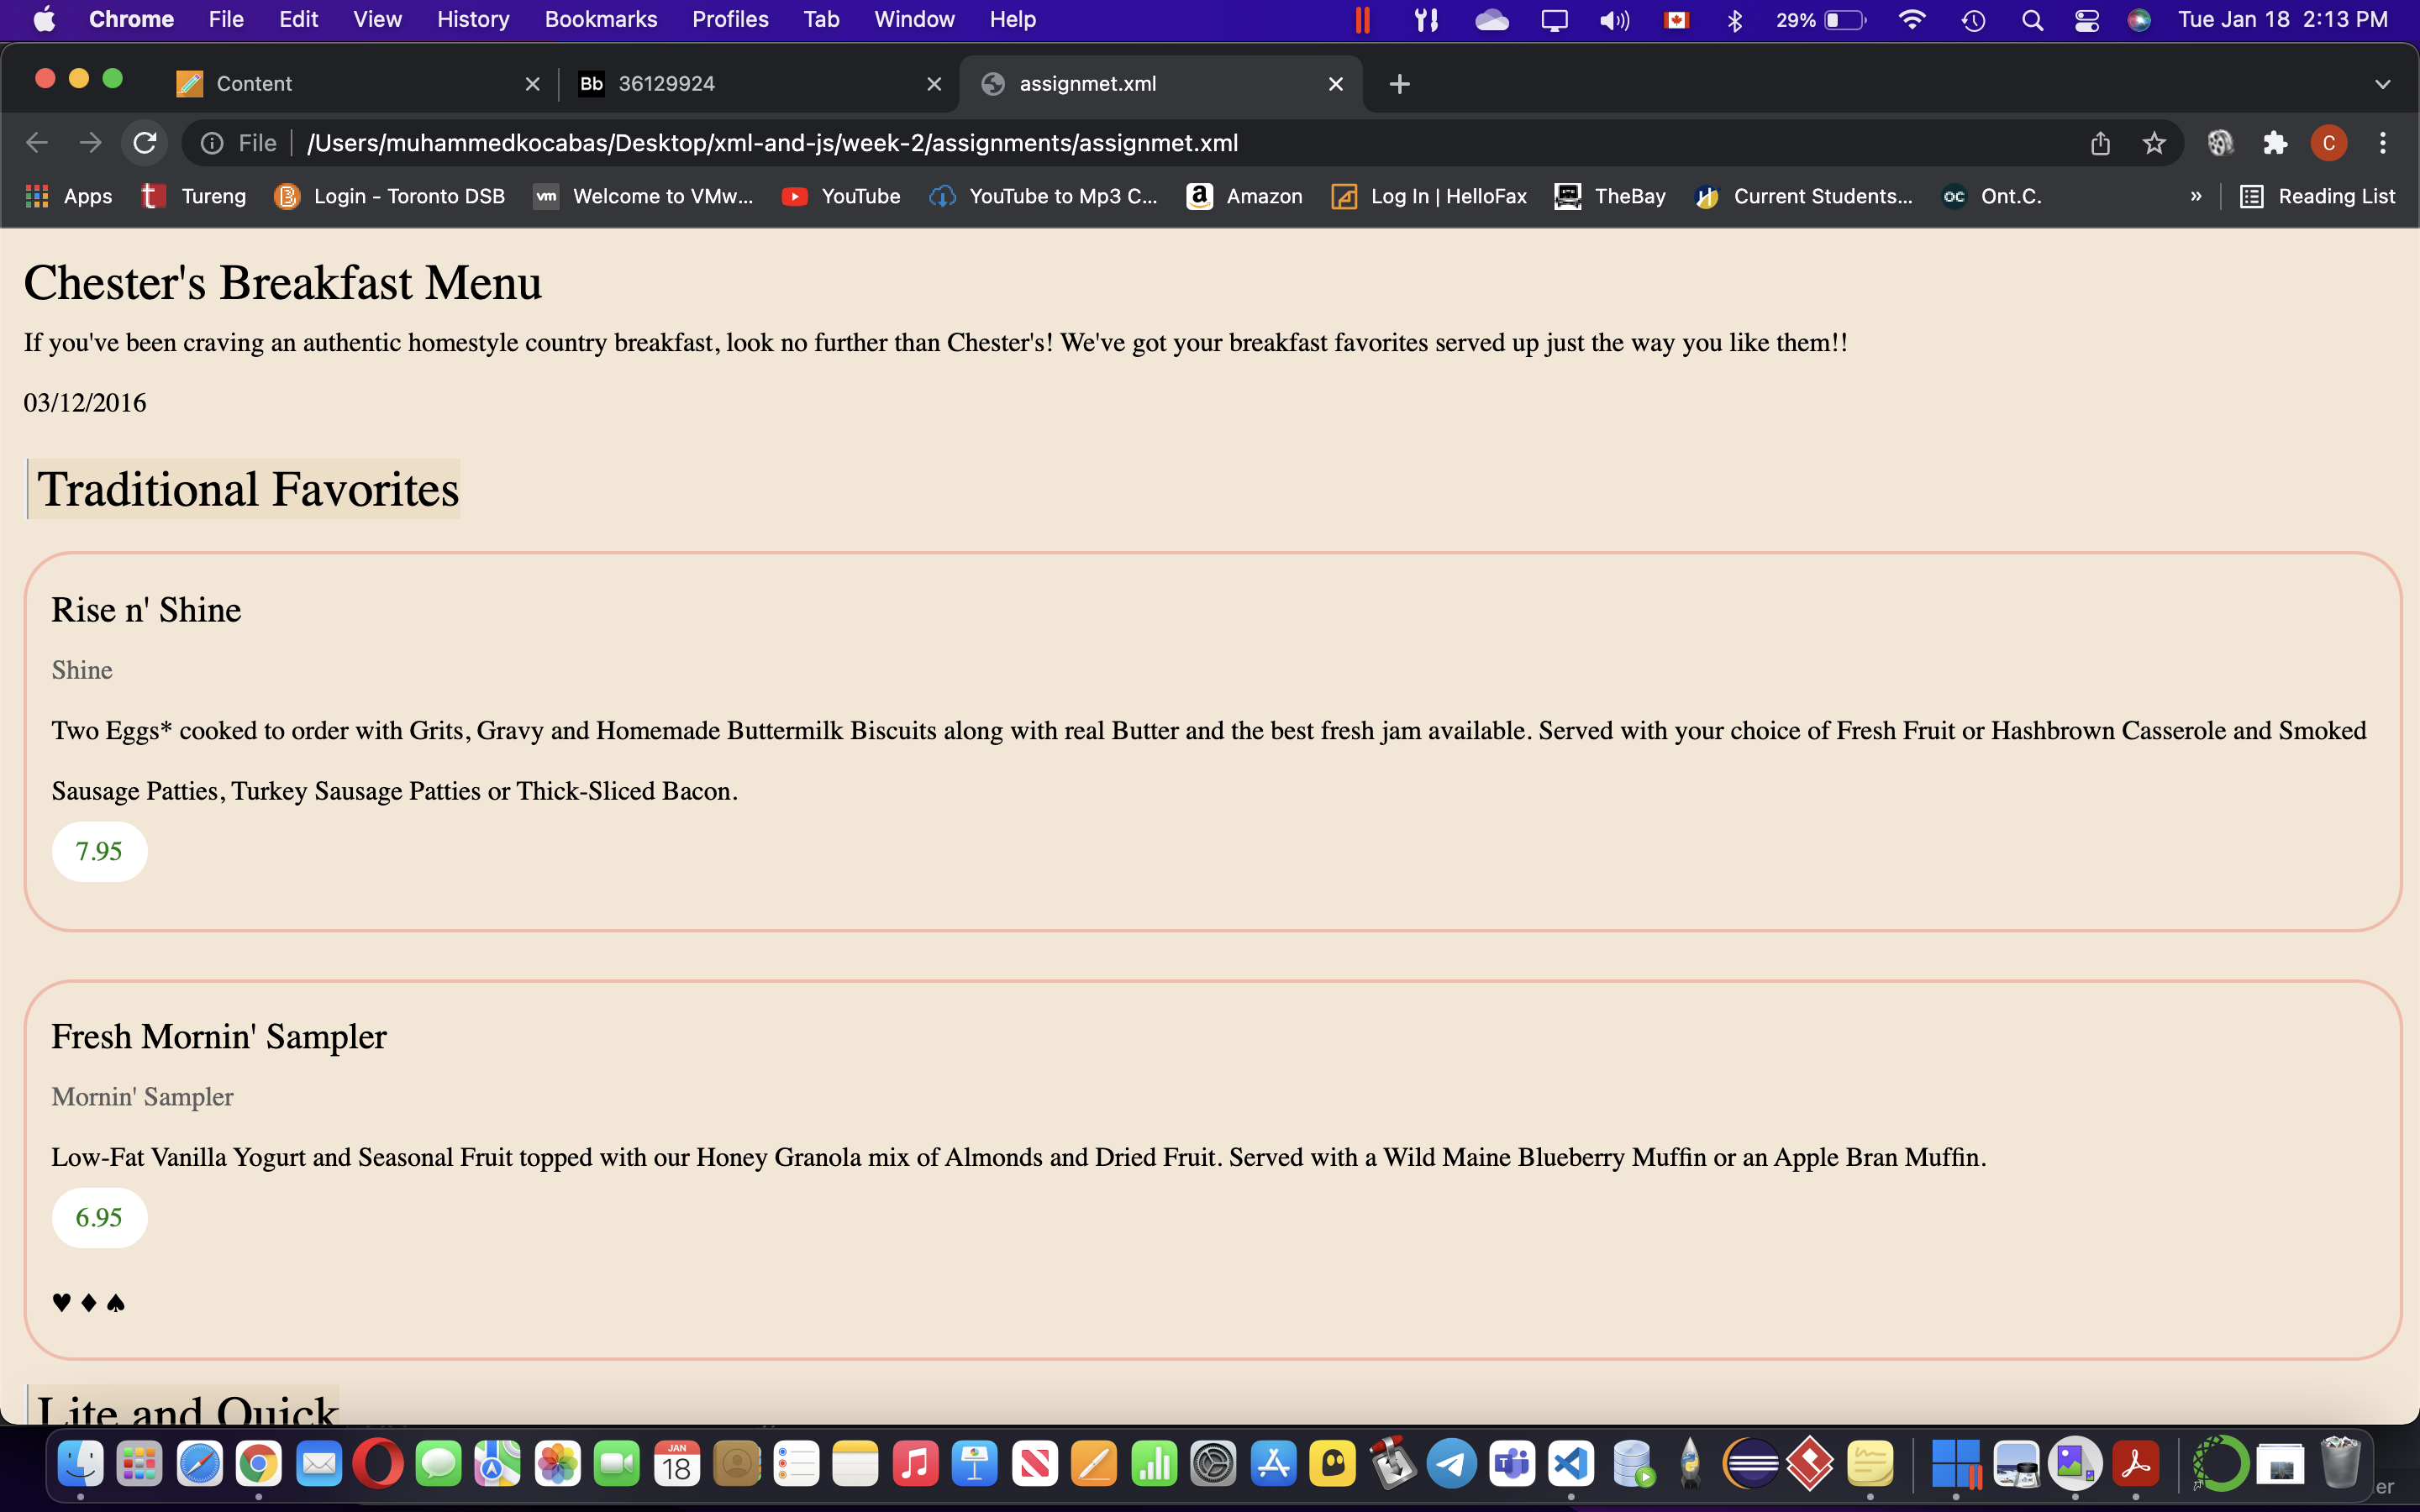 Chrome File Edit View History Bookmarks Profiles Tab Window Help 29% Tue Jan 18 2:13 PM
Content Bb 36129924 assignmet.xml
File /Users/muhammedkocabas/Desktop/xml-and-js/week-2/assignments/assignmet.xml C
Apps t Tureng Login - Toronto DSB vm Welcome to VMw... YouTube YouTube to Mp3 C... a Amazon Log In | HelloFax TheBay Current Students... OC Ont.C. » Reading List
Chester's Breakfast Menu
If you've been craving an authentic homestyle country breakfast, look no further than Chester's! We've got your breakfast favorites served up just the way you like them!!
03/12/2016
Traditional Favorites
Rise n' Shine
Shine
Two Eggs* cooked to order with Grits, Gravy and Homemade Buttermilk Biscuits along with real Butter and the best fresh jam available. Served with your choice of Fresh Fruit or Hashbrown Casserole and Smoked
Sausage Patties, Turkey Sausage Patties or Thick-Sliced Bacon.
7.95
Fresh Mornin' Sampler
Mornin' Sampler
Low-Fat Vanilla Yogurt and Seasonal Fruit topped with our Honey Granola mix of Almonds and Dried Fruit. Served with a Wild Maine Blueberry Muffin or an Apple Bran Muffin.
6.95
♥ ♦ ♠
Lite and Quick
JAN
18
er